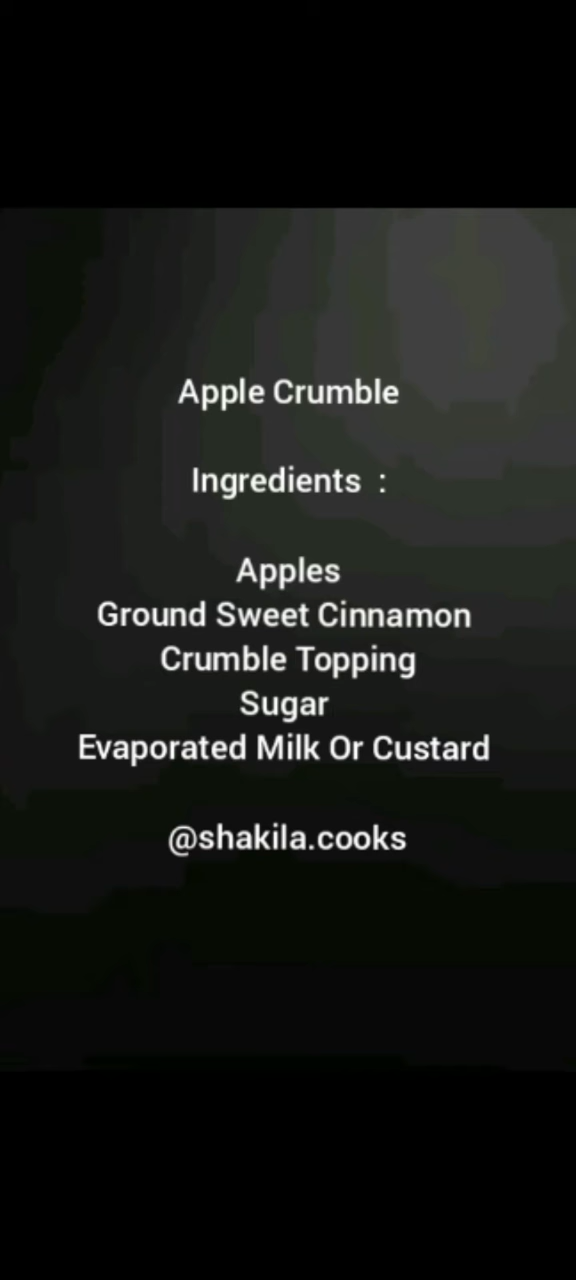 Apple Crumble
Ingredients :
Apples
Ground Sweet Cinnamon
Crumble Topping
Sugar
Evaporated Milk Or Custard
@shakila.cooks